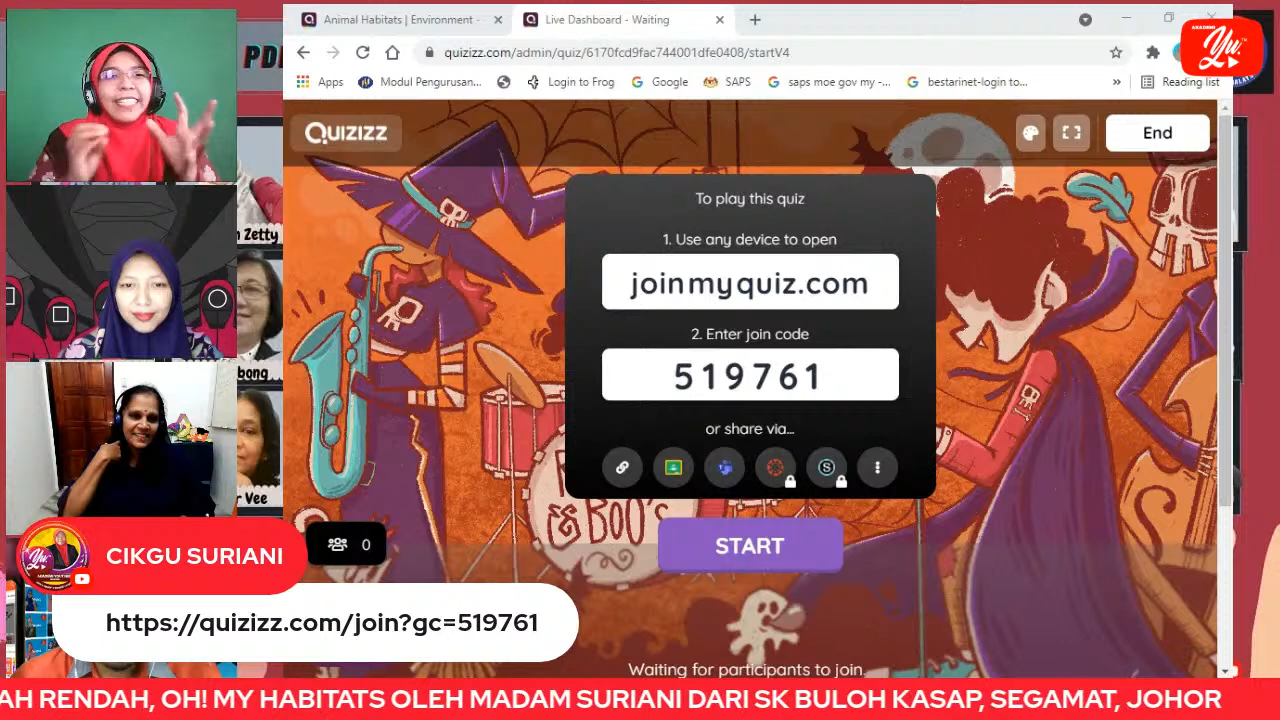 Animal Habitats | Environment -
Live Dashboard - Waiting
quizizz.com/admin/quiz/6170fcd9fac744001dfe0408/startV4
Apps
Modul Pengurusan...
Login to Frog
Google
SAPS
saps moe gov my -...
bestarinet-login to...
»
Reading list
Quizizz
End
To play this quiz
1. Use any device to open
joinmyquiz.com
2. Enter join code
519761
or share via...
START
0
&BOO's
Waiting for participants to join
Zetty
bong
Vee
CIKGU SURIANI
https://quizizz.com/join?gc=519761
AH RENDAH, OH! MY HABITATS OLEH MADAM SURIANI DARI SK BULOH KASAP, SEGAMAT, JOHOR